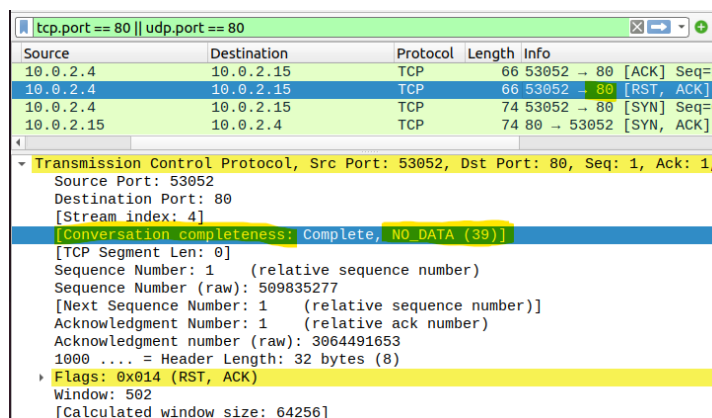 tcp.port == 80 || udp.port == 80
Source Destination Protocol Length Info
10.0.2.4 10.0.2.15 TCP 66 53052 → 80 [ACK] Seq=
10.0.2.4 10.0.2.15 TCP 66 53052 → 80 [RST, ACK]
10.0.2.4 10.0.2.15 TCP 74 53052 → 80 [SYN] Seq=
10.0.2.15 10.0.2.4 TCP 74 80 → 53052 [SYN, ACK]
Transmission Control Protocol, Src Port: 53052, Dst Port: 80, Seq: 1, Ack: 1,
Source Port: 53052
Destination Port: 80
[Stream index: 4]
[Conversation completeness: Complete, NO_DATA (39)]
[TCP Segment Len: 0]
Sequence Number: 1 (relative sequence number)
Sequence Number (raw): 509835277
[Next Sequence Number: 1 (relative sequence number)]
Acknowledgment Number: 1 (relative ack number)
Acknowledgment number (raw): 3064491653
1000 .... = Header Length: 32 bytes (8)
Flags: 0x014 (RST, ACK)
Window: 502
[Calculated window size: 64256]